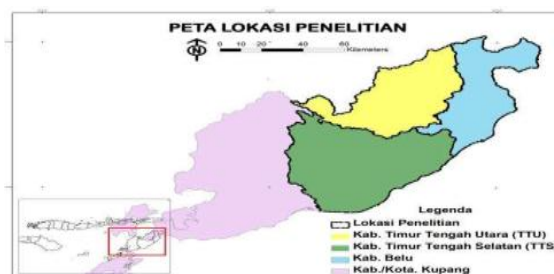 PETA LOKASI PENELITIAN
N
0 10 20 40 60
Kilometers
Legenda
Lokasi Penelitian
Kab. Timur Tengah Utara (TTU)
Kab. Timur Tengah Selatan (TTS
Kab. Belu
Kab./Kota. Kupang